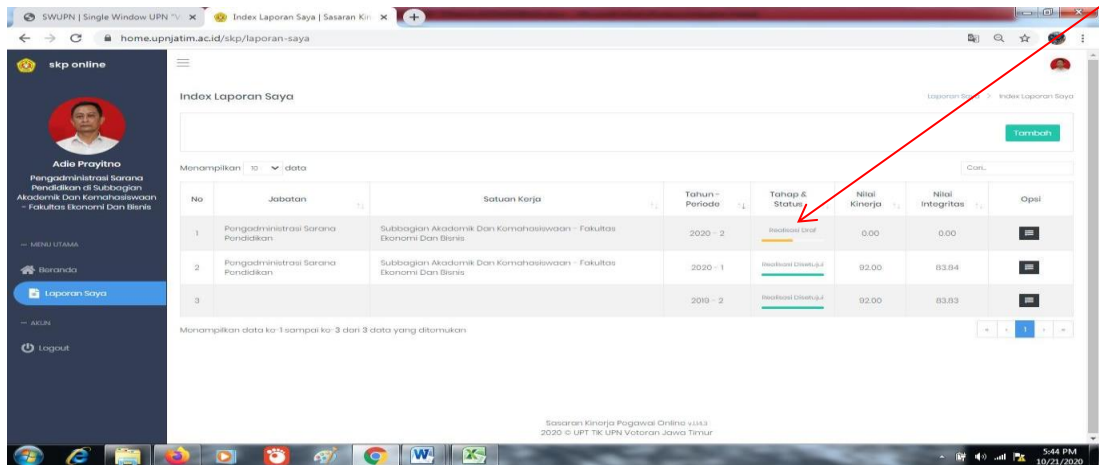 SWUPN | Single Window UPN "V
Index Laporan Saya | Sasaran Kin
home.upnjatim.ac.id/skp/laporan-saya
skp online
Adie Prayitno
Pengadministrasi Sarana
Pendidikan di Subbagian
Akademik Dan Kemahasiswaan
- Fakultas Ekonomi Dan Bisnis
— MENU UTAMA
Beranda
Laporan Saya
— AKUN
Logout
Index Laporan Saya
Laporan Saya > Index Laporan Saya
Tambah
Menampilkan 10 data
Cari..
No Jabatan Satuan Kerja Tahun - Periode Tahap & Status Nilai Kinerja Nilai Integritas Opsi
1 Pengadministrasi Sarana Pendidikan Subbagian Akademik Dan Kemahasiswaan - Fakultas Ekonomi Dan Bisnis 2020 - 2 Realisasi Draf 0.00 0.00
2 Pengadministrasi Sarana Pendidikan Subbagian Akademik Dan Kemahasiswaan - Fakultas Ekonomi Dan Bisnis 2020 - 1 Realisasi Disetujui 92.00 83.84
3 2019 - 2 Realisasi Disetujui 92.00 83.83
Menampilkan data ke-1 sampai ke-3 dari 3 data yang ditemukan
1
Sasaran Kinerja Pegawai Online
2020 © UPT TIK UPN Veteran Jawa Timur
5:44 PM
10/21/2020